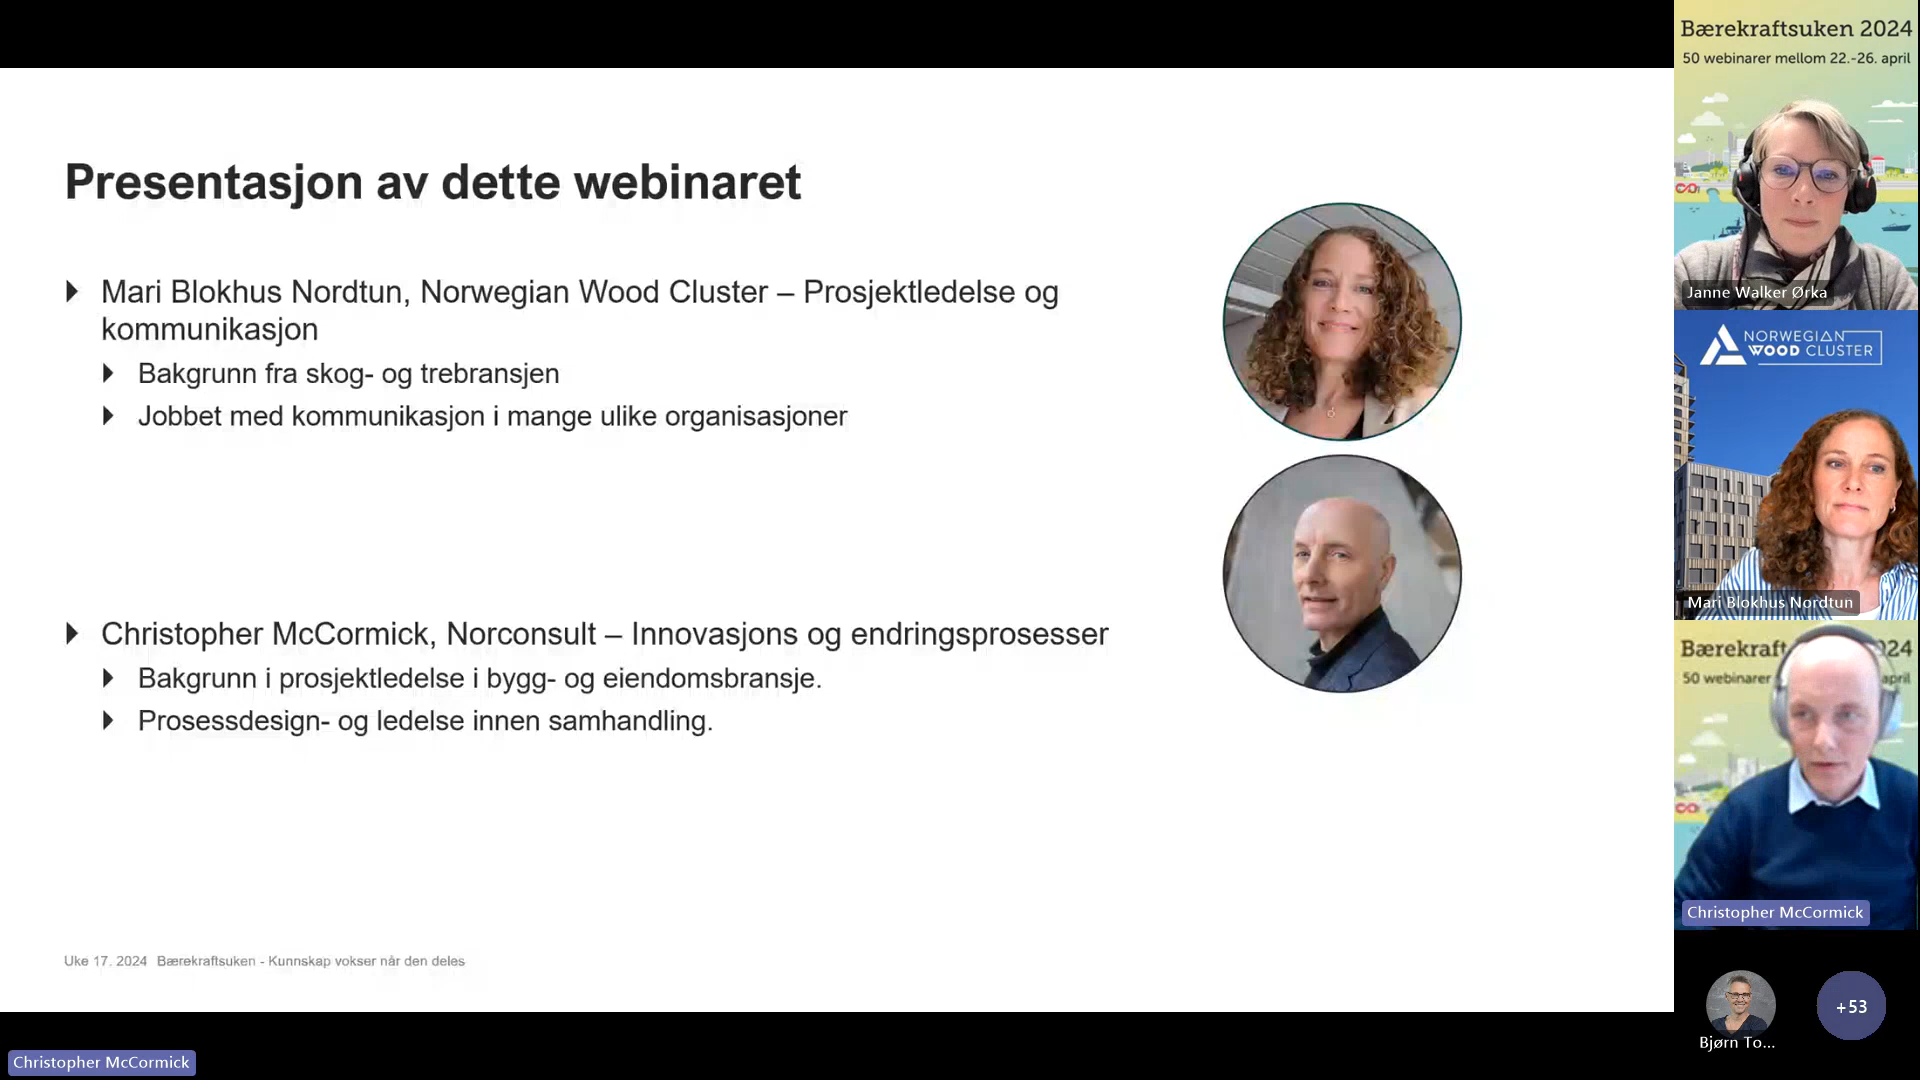 Presentasjon av dette webinaret
Mari Blokhus Nordtun, Norwegian Wood Cluster – Prosjektledelse og
kommunikasjon
Bakgrunn fra skog- og trebransjen
Jobbet med kommunikasjon i mange ulike organisasjoner
Christopher McCormick, Norconsult – Innovasjons og endringsprosesser
Bakgrunn i prosjektledelse i bygg- og eiendomsbransje.
Prosessdesign- og ledelse innen samhandling.
Uke 17. 2024 Bærekraftsuken - Kunnskap vokser når den deles
Christopher McCormick
Bærekraftsuken 2024
50 webinarer mellom 22.-26. april
Janne Walker Ørka
NORWEGIAN
WOOD CLUSTER
Mari Blokhus Nordtun
Bærekraft 24
50 webinarer april
Christopher McCormick
Bjørn To...
+53